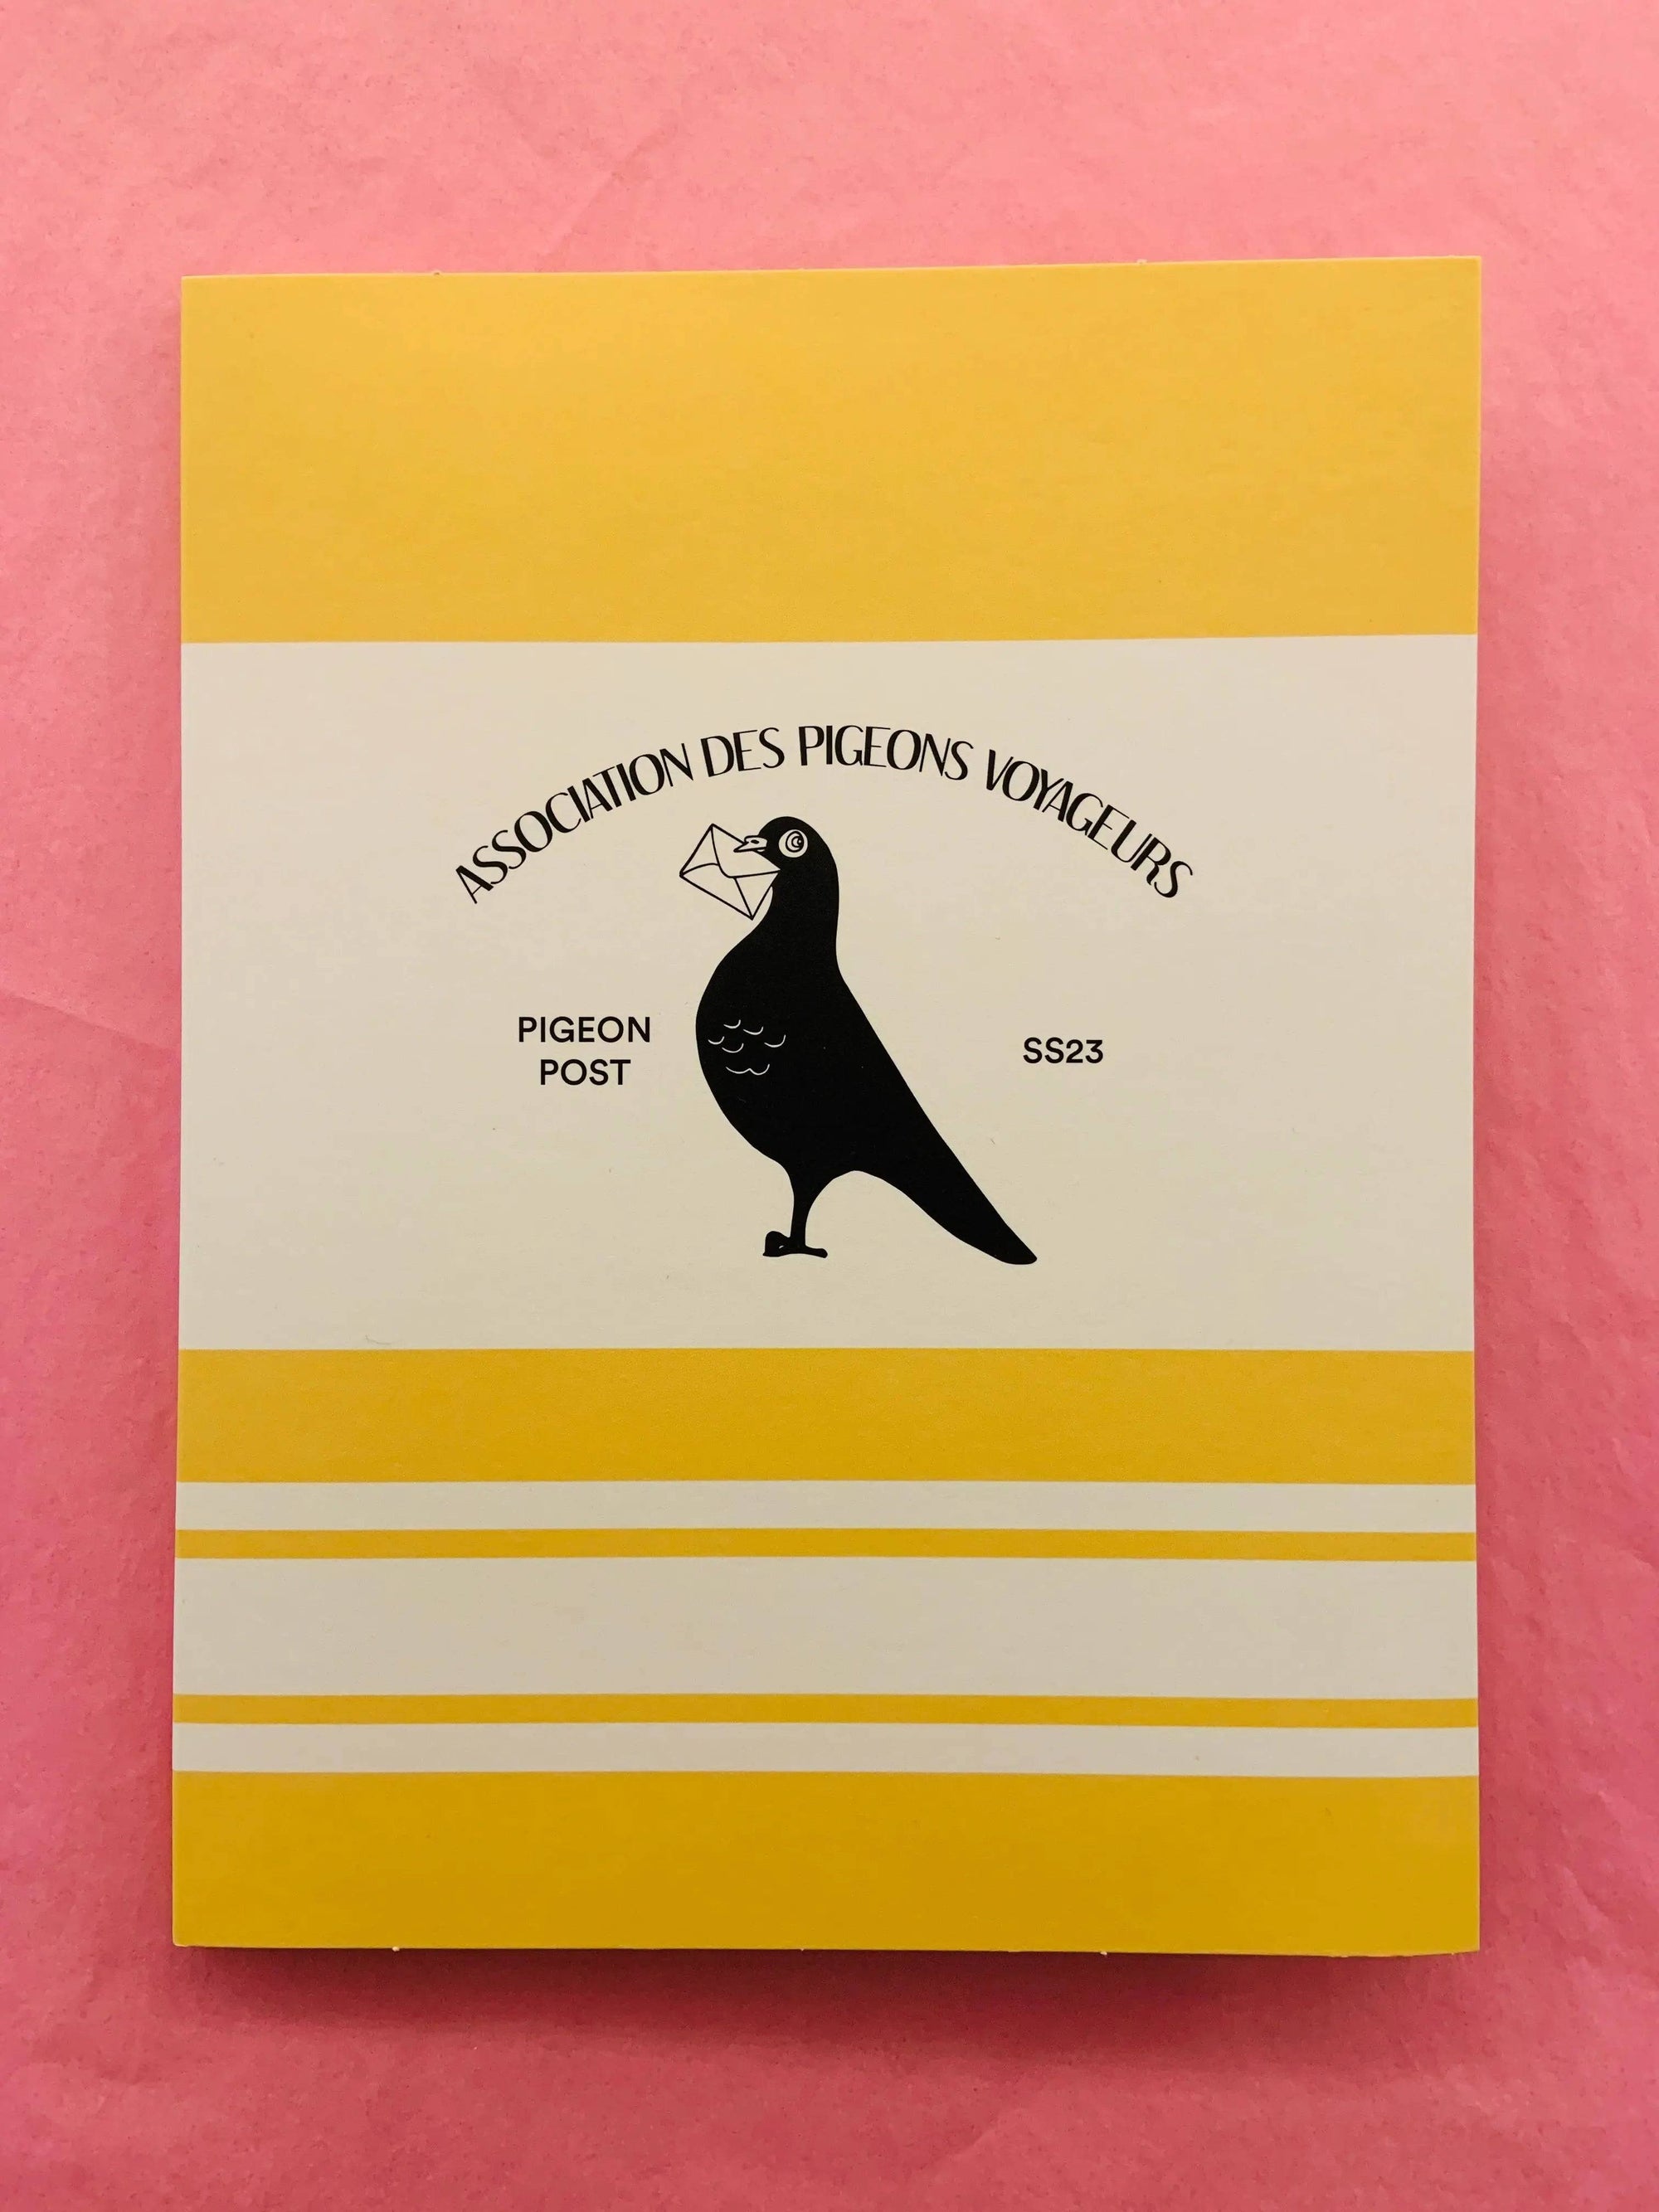 ASSOCIATION DES PIGEONS VOYAGEURS
PIGEON
POST
SS23